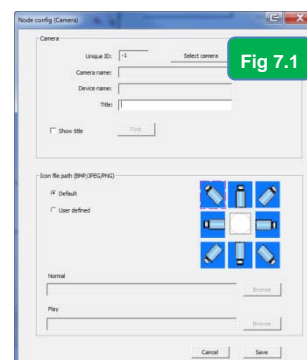 Node config (Camera)
Camera
Unique ID: -1 Select camera
Fig 7.1
Camera name:
Device name:
Title:
Show title Font
Icon file path (BMP/JPEG/PNG)
Default
User defined
Normal
Browse
Play
Browse
Cancel Save